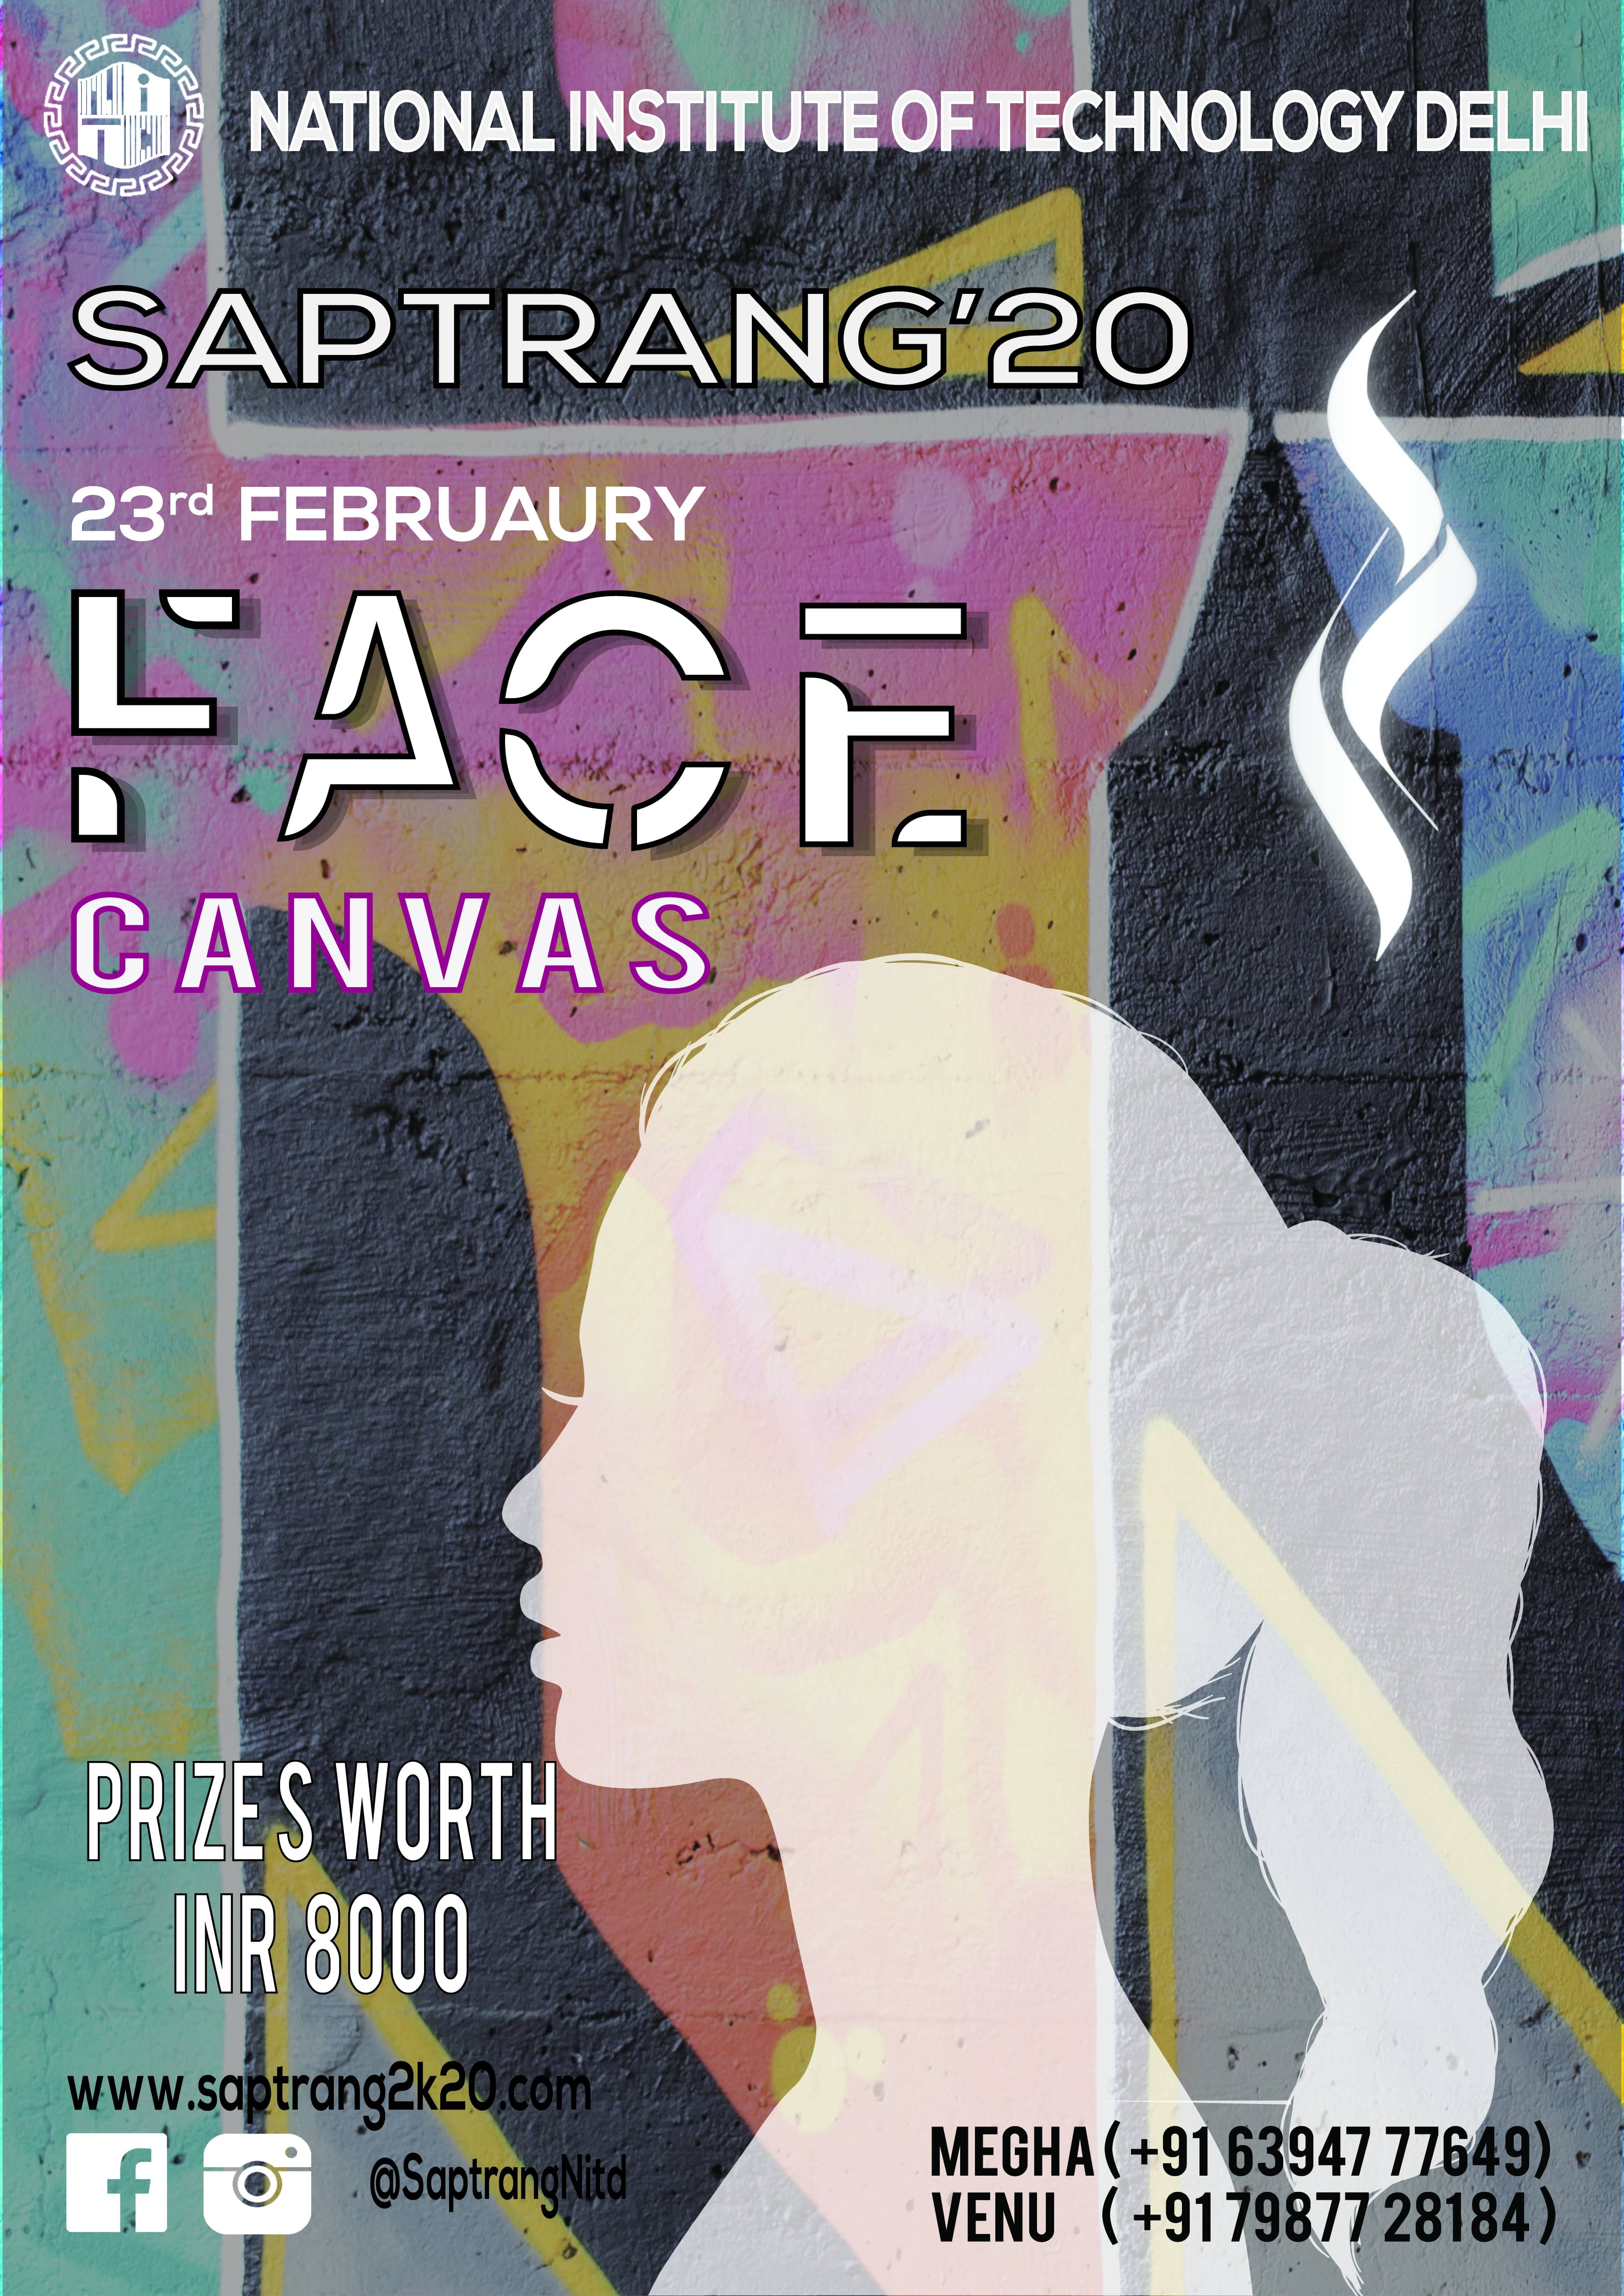 NATIONAL INSTITUTE OF TECHNOLOGY DELHI
SAPTRANG'20
23rd FEBRUAURY
FACE
CANVAS
PRIZES WORTH
INR 8000
www.saptrang2k20.com
@SaptrangNitd
MEGHA ( +91 63947 77649)
VENU ( +91 79877 28184 )